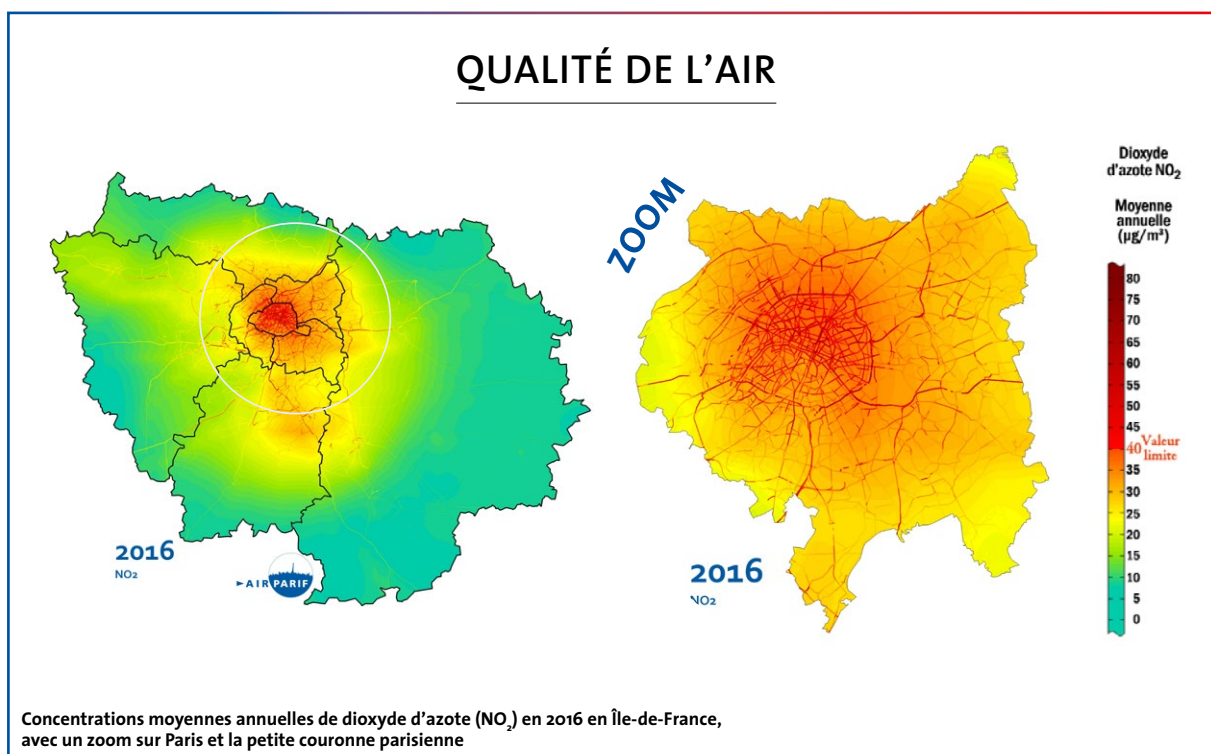 QUALITÉ DE L'AIR
ZOOM
2016
NO2
►AIRPARIF
2016
NO2
Dioxyde
d'azote NO₂
Moyenne
annuelle
(µg/m³)
80
75
70
65
60
55
50
45
40 Valeur
limite
35
30
25
20
15
10
5
0
Concentrations moyennes annuelles de dioxyde d'azote (NO₂) en 2016 en Île-de-France,
avec un zoom sur Paris et la petite couronne parisienne